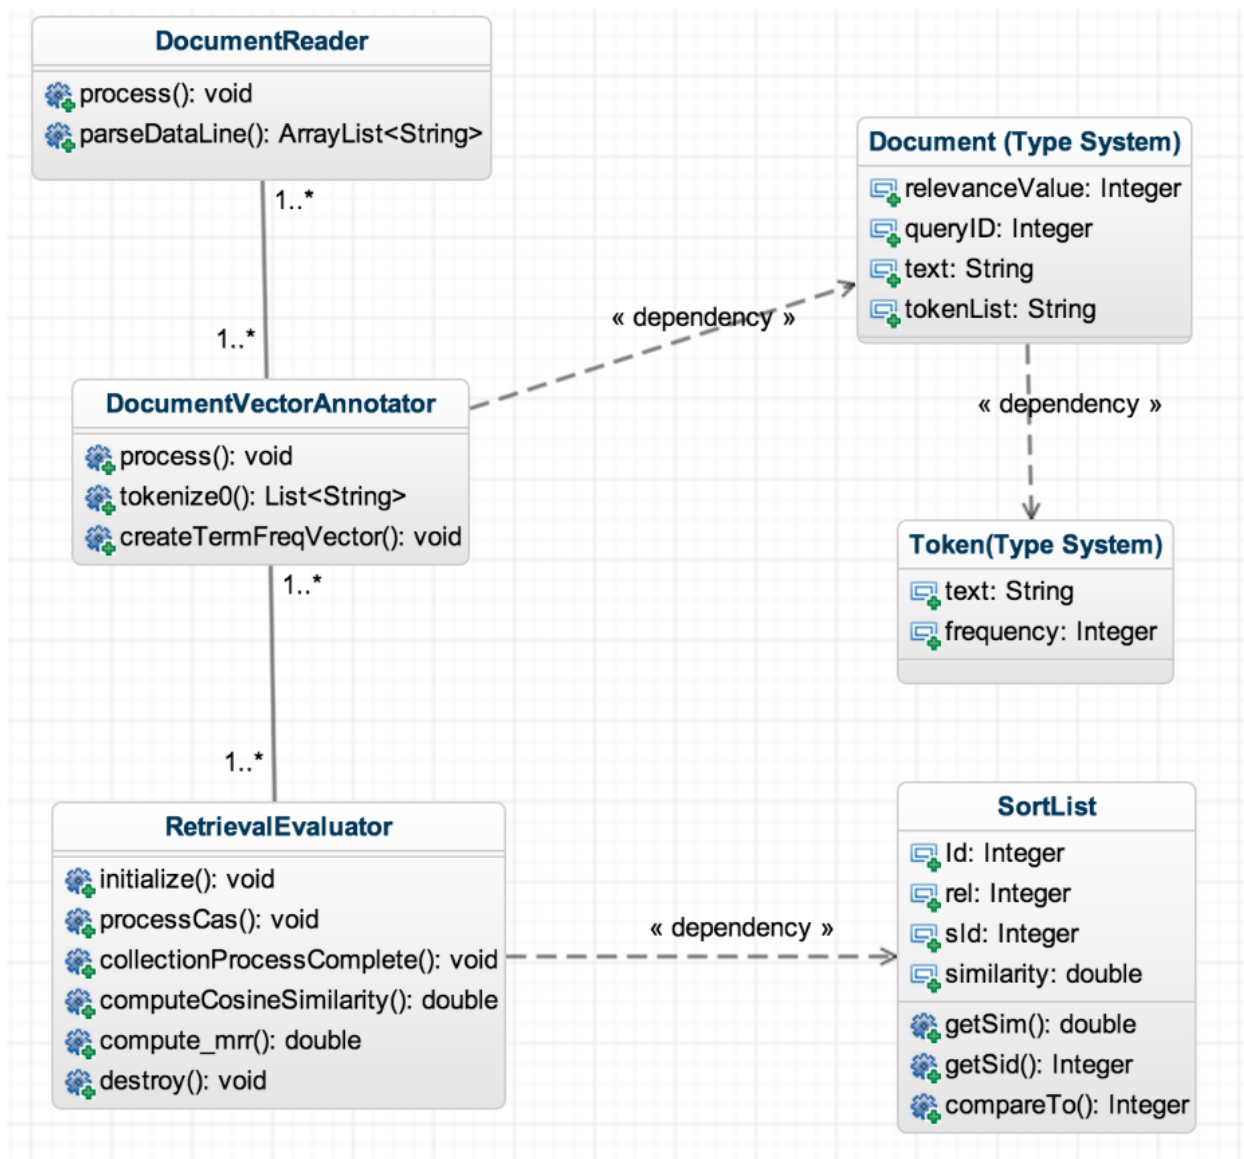 DocumentReader
process(): void
parseDataLine(): ArrayList<String>
1..*
1..*
DocumentVectorAnnotator
process(): void
tokenize0(): List<String>
createTermFreqVector(): void
1..*
1..*
RetrievalEvaluator
initialize(): void
processCas(): void
collectionProcessComplete(): void
computeCosineSimilarity(): double
compute_mrr(): double
destroy(): void
« dependency »
Document (Type System)
relevanceValue: Integer
queryID: Integer
text: String
tokenList: String
« dependency »
Token(Type System)
text: String
frequency: Integer
« dependency »
SortList
Id: Integer
rel: Integer
sId: Integer
similarity: double
getSim(): double
getSid(): Integer
compareTo(): Integer